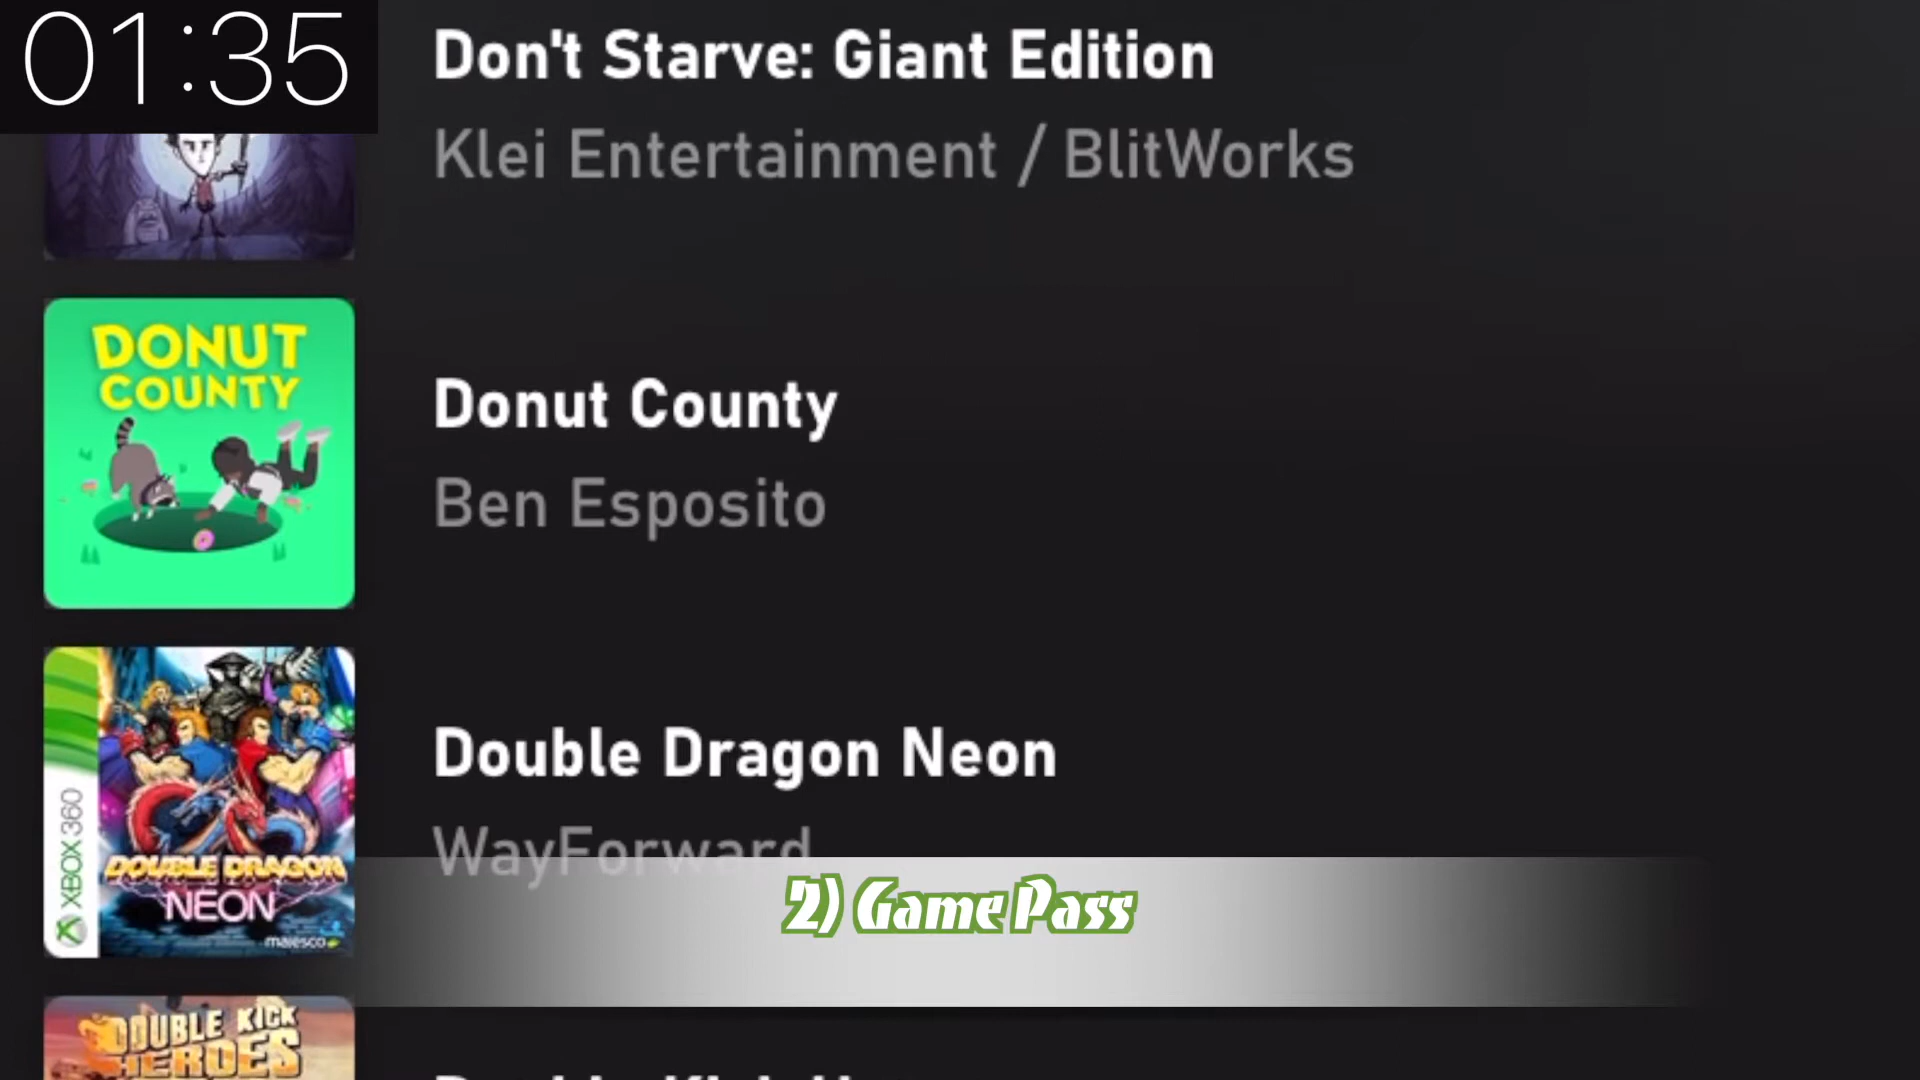 01:35
Don't Starve: Giant Edition
Klei Entertainment / BlitWorks
DONUT
COUNTY
Donut County
Ben Esposito
Double Dragon Neon
WayForward
XBOX 360
DOUBLE DRAGON
NEON
majesco
2) Game Pass
DOUBLE KICK
HEROES